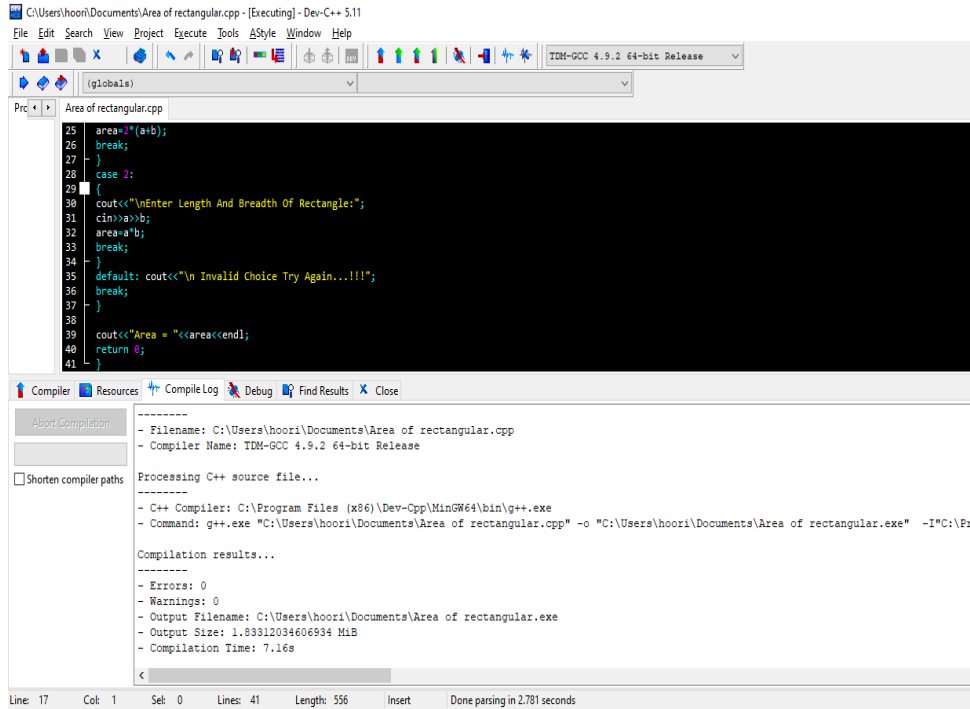 C:\Users\hoori\Documents\Area of rectangular.cpp - [Executing] - Dev-C++ 5.11
File Edit Search View Project Execute Tools AStyle Window Help
TDM-GCC 4.9.2 64-bit Release
(globals)
Prc Area of rectangular.cpp
25 area=2*(a+b);
26 break;
27 }
28 case 2:
29 {
30 cout<<"\nEnter Length And Breadth Of Rectangle:";
31 cin>>a>>b;
32 area=a*b;
33 break;
34 }
35 default: cout<<"\n Invalid Choice Try Again...!!!";
36 break;
37 }
38
39 cout<<"Area = "<<area<<endl;
40 return 0;
41 }
Compiler Resources Compile Log Debug Find Results Close
Abort Compilation
Shorten compiler paths
--------
- Filename: C:\Users\hoori\Documents\Area of rectangular.cpp
- Compiler Name: TDM-GCC 4.9.2 64-bit Release
Processing C++ source file...
--------
- C++ Compiler: C:\Program Files (x86)\Dev-Cpp\MinGW64\bin\g++.exe
- Command: g++.exe "C:\Users\hoori\Documents\Area of rectangular.cpp" -o "C:\Users\hoori\Documents\Area of rectangular.exe" -I"C:\Pr
Compilation results...
--------
- Errors: 0
- Warnings: 0
- Output Filename: C:\Users\hoori\Documents\Area of rectangular.exe
- Output Size: 1.83312034606934 MiB
- Compilation Time: 7.16s
Line: 17 Col: 1 Sel: 0 Lines: 41 Length: 556 Insert Done parsing in 2.781 seconds